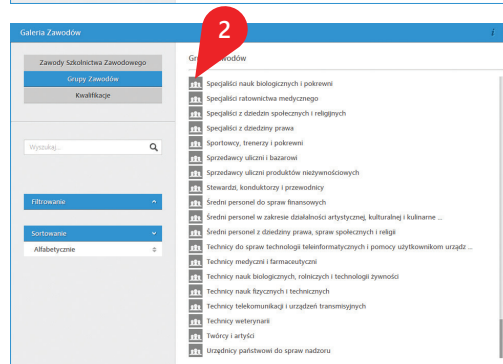 Galeria Zawodów
i
2
Zawody Szkolnictwa Zawodowego
Grupy Zawodów
Kwalifikacje
Wyszukaj...
Filtrowanie
Sortowanie
Alfabetycznie
Specjaliści nauk biologicznych i pokrewni
Specjaliści ratownictwa medycznego
Specjaliści z dziedzin społecznych i religijnych
Specjaliści z dziedziny prawa
Sportowcy, trenerzy i pokrewni
Sprzedawcy uliczni i bazarowi
Sprzedawcy uliczni produktów nieżywnościowych
Stewardzi, konduktorzy i przewodnicy
Średni personel do spraw finansowych
Średni personel w zakresie działalności artystycznej, kulturalnej i kulinarne ...
Średni personel z dziedziny prawa, spraw społecznych i religii
Technicy do spraw technologii teleinformatycznych i pomocy użytkownikom urządz ...
Technicy medyczni i farmaceutyczni
Technicy nauk biologicznych, rolniczych i technologii żywności
Technicy nauk fizycznych i technicznych
Technicy telekomunikacji i urządzeń transmisyjnych
Technicy weterynarii
Twórcy i artyści
Urzędnicy państwowi do spraw nadzoru